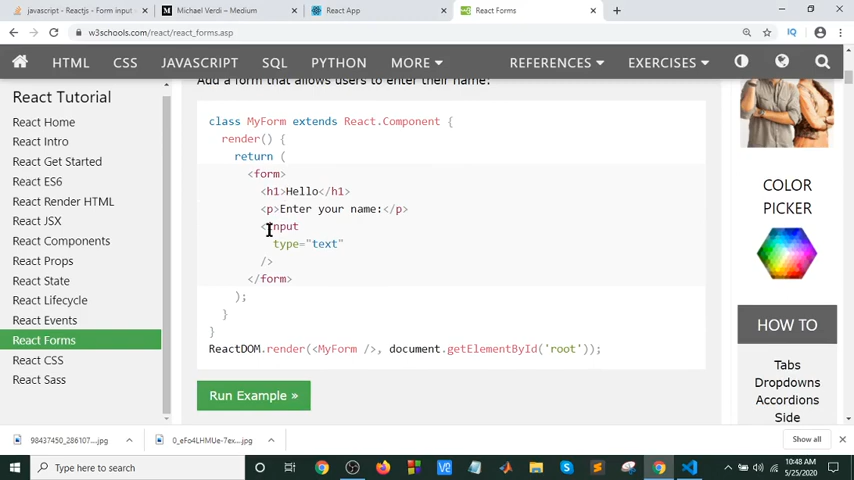 javascript - Reactjs - Form input
Michael Verdi – Medium
React App
React Forms
w3schools.com/react/react_forms.asp
HTML CSS JAVASCRIPT SQL PYTHON MORE REFERENCES EXERCISES
React Tutorial
React Home
React Intro
React Get Started
React ES6
React Render HTML
React JSX
React Components
React Props
React State
React Lifecycle
React Events
React Forms
React CSS
React Sass
Add a form that allows users to enter their name:
class MyForm extends React.Component {
render() {
return (
<form>
<h1>Hello</h1>
<p>Enter your name:</p>
<input
type="text"
/>
</form>
);
}
}
ReactDOM.render(<MyForm />, document.getElementById('root'));
Run Example »
COLOR
PICKER
HOW TO
Tabs
Dropdowns
Accordions
Side
98437450_286107....jpg
0_eFo4LHMUe-7ex....jpg
Show all
Type here to search
10:48 AM
5/25/2020